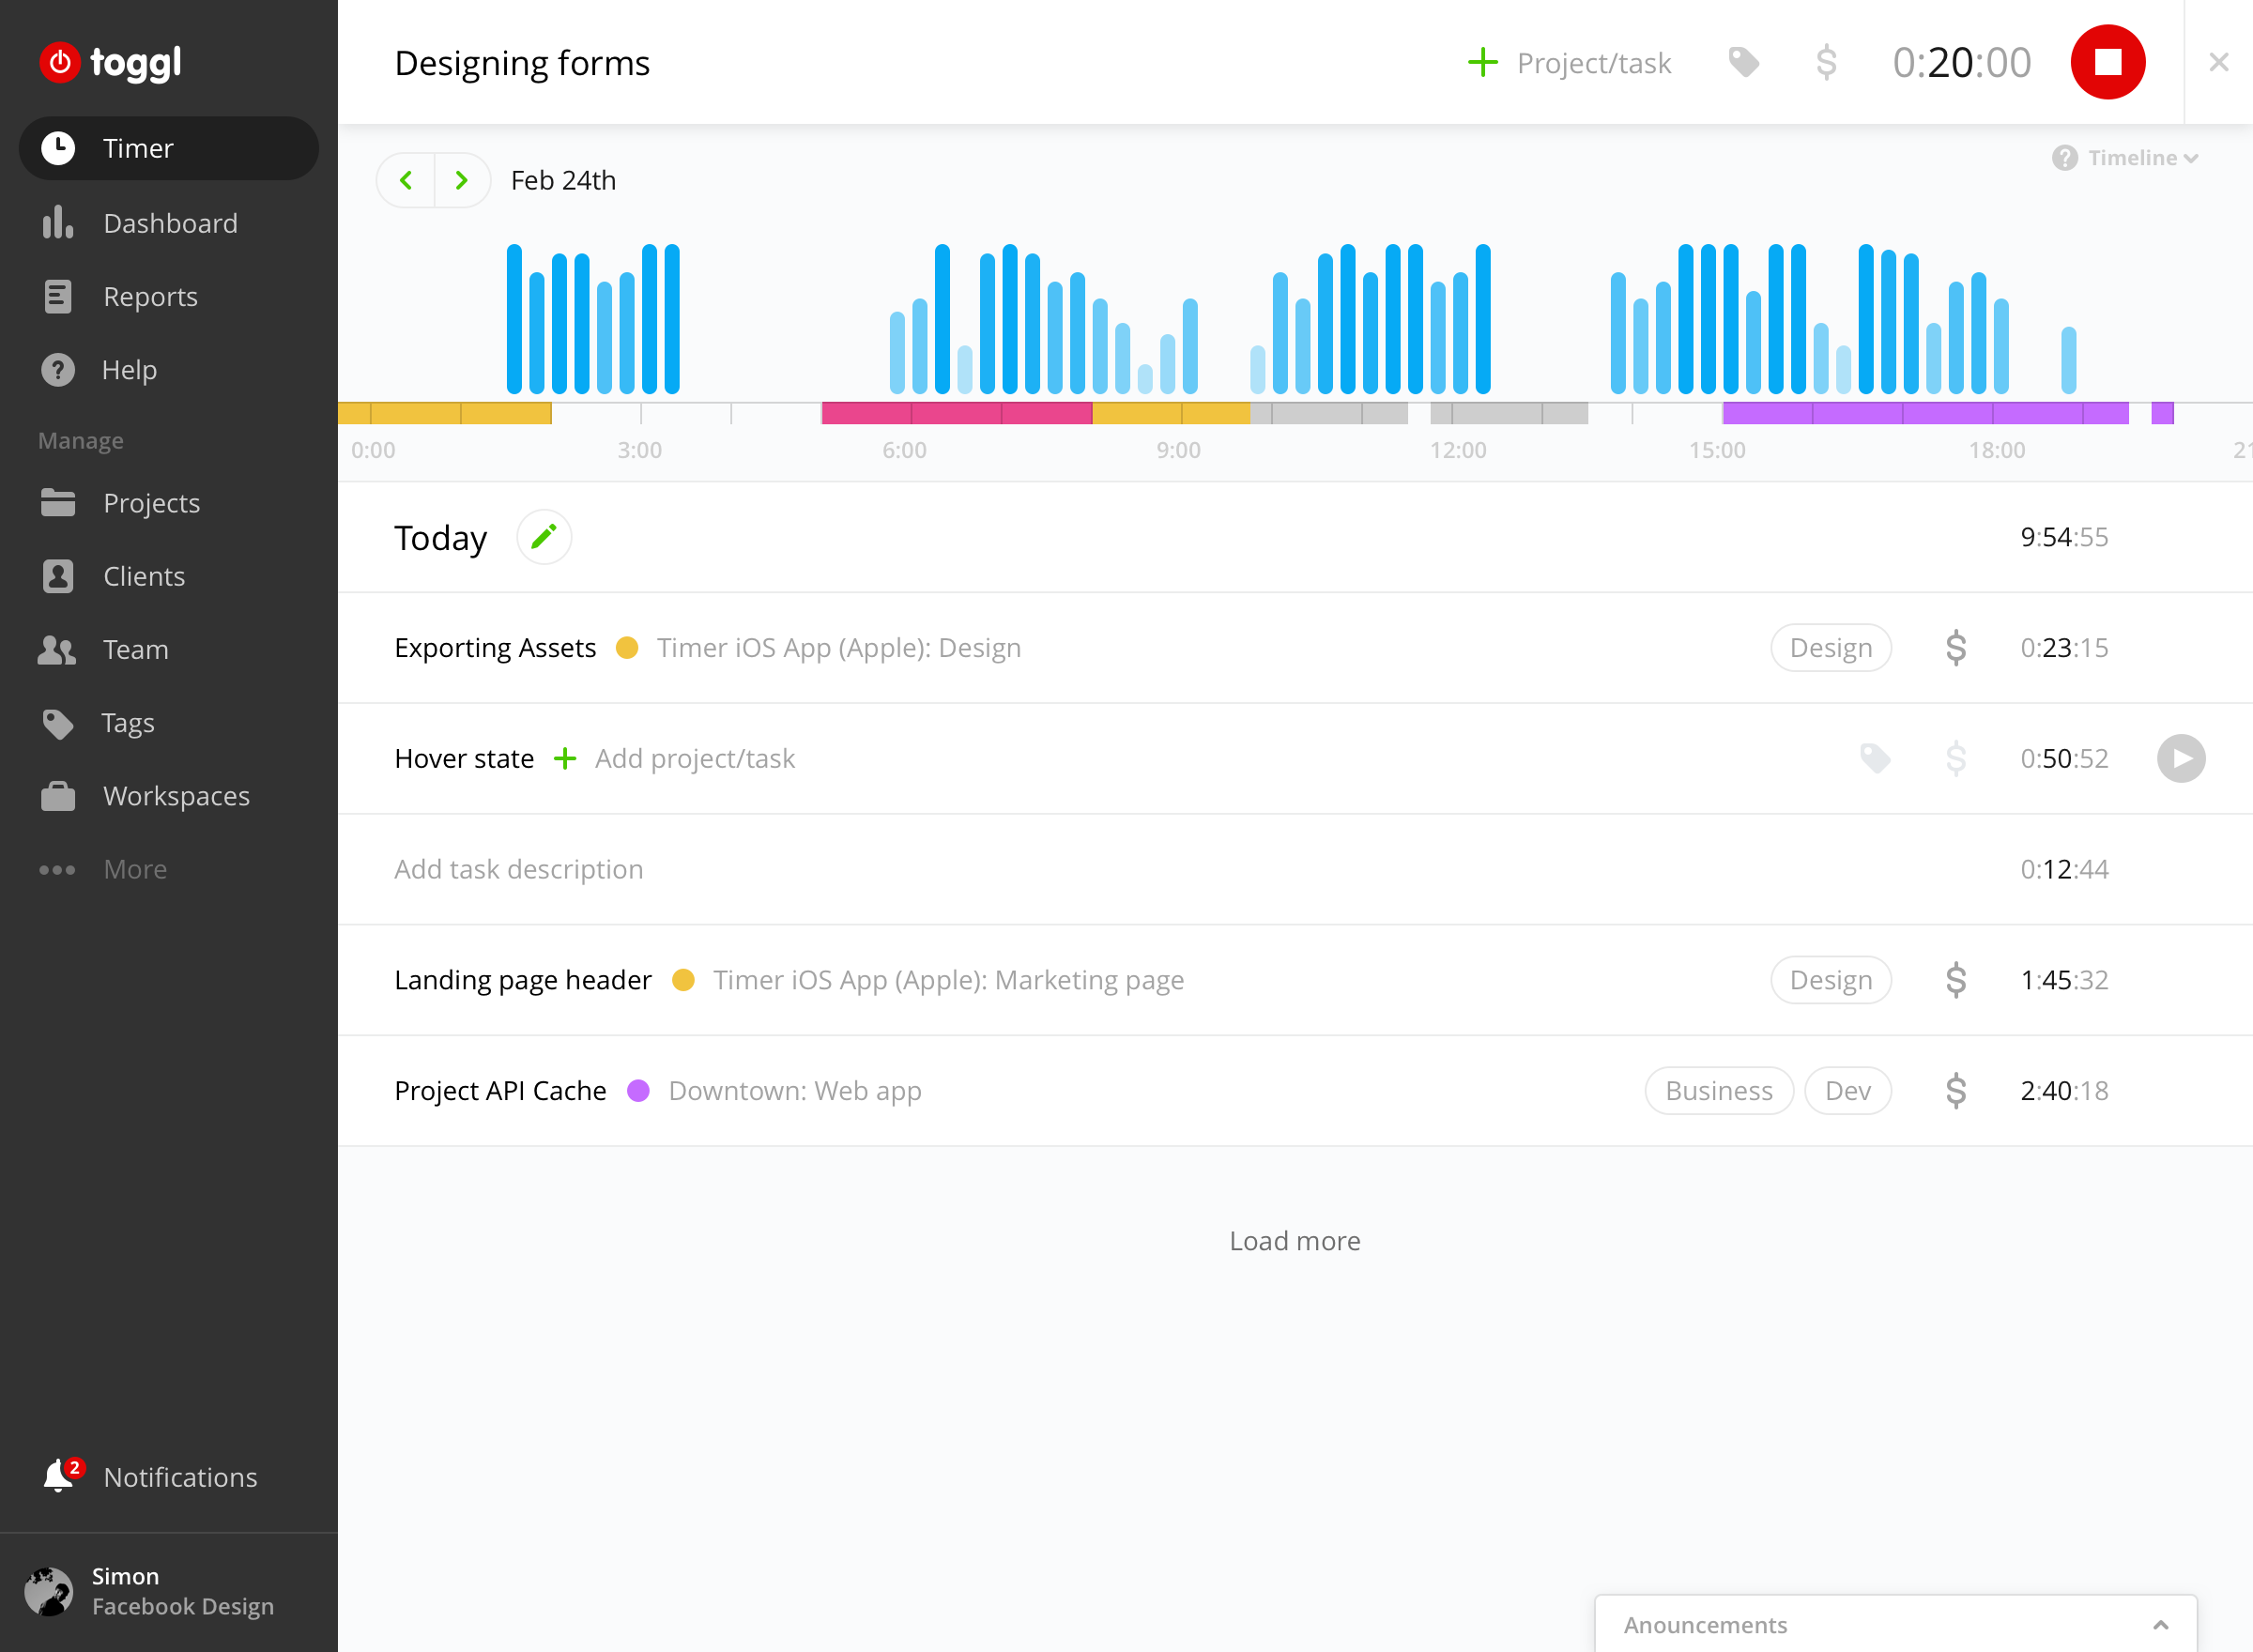 toggl
Timer
Dashboard
Reports
Help
Manage
Projects
Clients
Team
Tags
Workspaces
More
2
Notifications
Simon
Facebook Design
Designing forms
Project/task
$ 0:20:00
Feb 24th
? Timeline
0:00 3:00 6:00 9:00 12:00 15:00 18:00 21
Today 9:54:55
Exporting Assets Timer iOS App (Apple): Design Design $ 0:23:15
Hover state + Add project/task $ 0:50:52
Add task description 0:12:44
Landing page header Timer iOS App (Apple): Marketing page Design $ 1:45:32
Project API Cache Downtown: Web app Business Dev $ 2:40:18
Load more
Anouncements